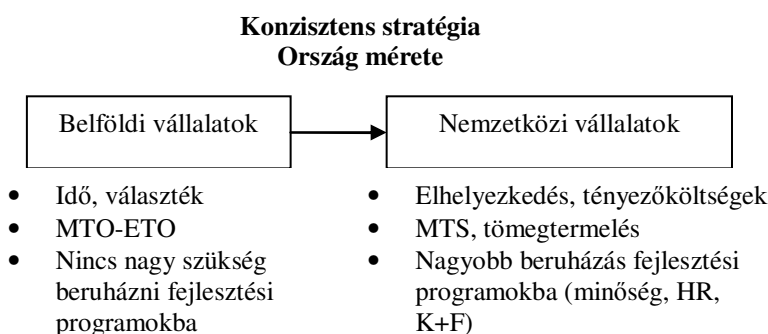 Konzisztens stratégia
Ország mérete
Belföldi vállalatok
Nemzetközi vállalatok
• Idő, választék
• MTO-ETO
• Nincs nagy szükség
beruházni fejlesztési
programokba
• Elhelyezkedés, tényezőköltségek
• MTS, tömegtermelés
• Nagyobb beruházás fejlesztési
programokba (minőség, HR,
K+F)